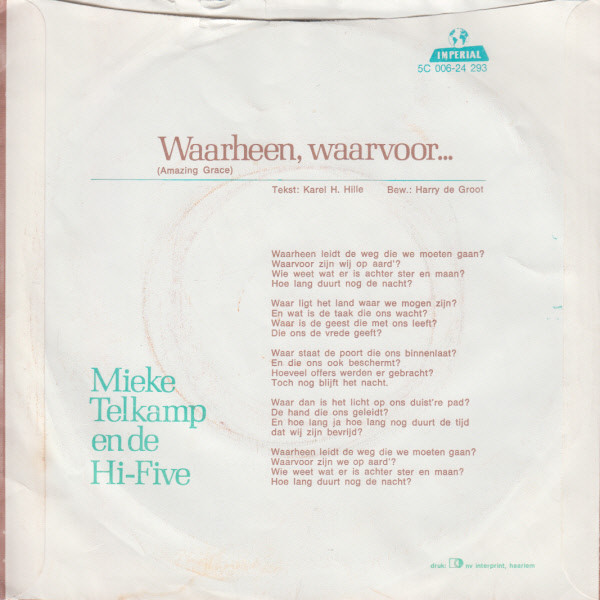 IMPERIAL
5C 006-24 293
Waarheen, waarvoor...
(Amazing Grace)
Tekst: Karel H. Hille Bew.: Harry de Groot
Waarheen leidt de weg die we moeten gaan?
Waarvoor zijn wij op aard'?
Wie weet wat er is achter ster en maan?
Hoe lang duurt nog de nacht?
Waar ligt het land waar we mogen zijn?
En wat is de taak die ons wacht?
Waar is de geest die met ons leeft?
Die ons de vrede geeft?
Waar staat de poort die ons binnenlaat?
En die ons ook beschermt?
Hoeveel offers werden er gebracht?
Toch nog blijft het nacht.
Waar dan is het licht op ons duist're pad?
De hand die ons geleidt?
En hoe lang ja hoe lang nog duurt de tijd
dat wij zijn bevrijd?
Waarheen leidt de weg die we moeten gaan?
Waarvoor zijn we op aard'?
Wie weet wat er is achter ster en maan?
Hoe lang duurt nog de nacht?
Mieke
Telkamp
en de
Hi-Five
druk: nv interprint, haarlem